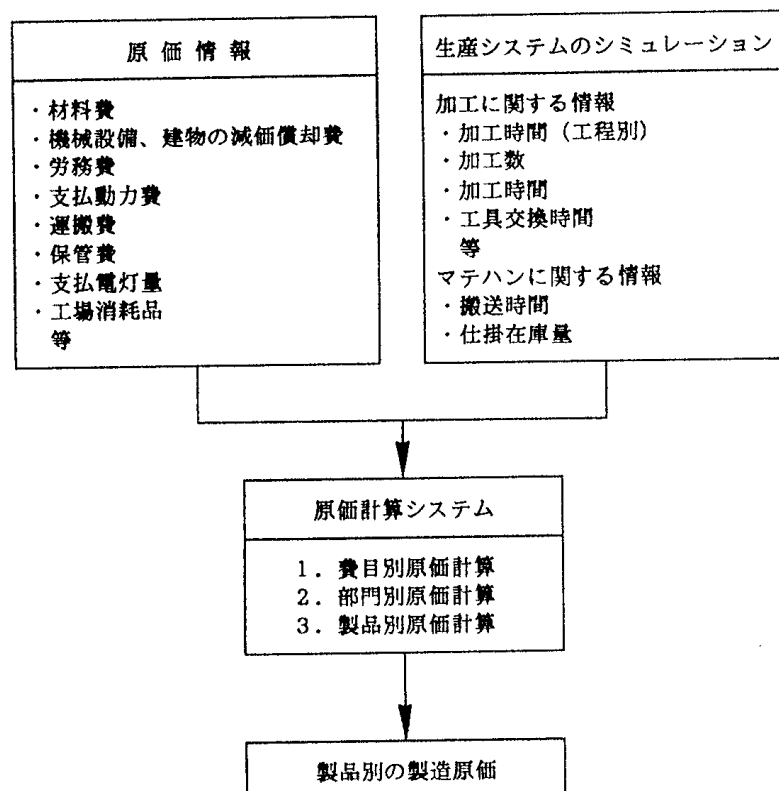 原価情報
・材料費
・機械設備、建物の減価償却費
・労務費
・支払動力費
・運搬費
・保管費
・支払電灯量
・工場消耗品
等
生産システムのシミュレーション
加工に関する情報
・加工時間（工程別）
・加工数
・加工時間
・工具交換時間
等
マテハンに関する情報
・搬送時間
・仕掛在庫量
原価計算システム
1．費目別原価計算
2．部門別原価計算
3．製品別原価計算
製品別の製造原価